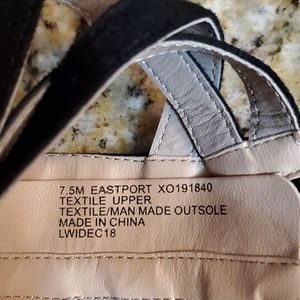 7.5M EASTPORT XO191840
TEXTILE UPPER
TEXTILE/MAN MADE OUTSOLE
MADE IN CHINA
LWIDEC18